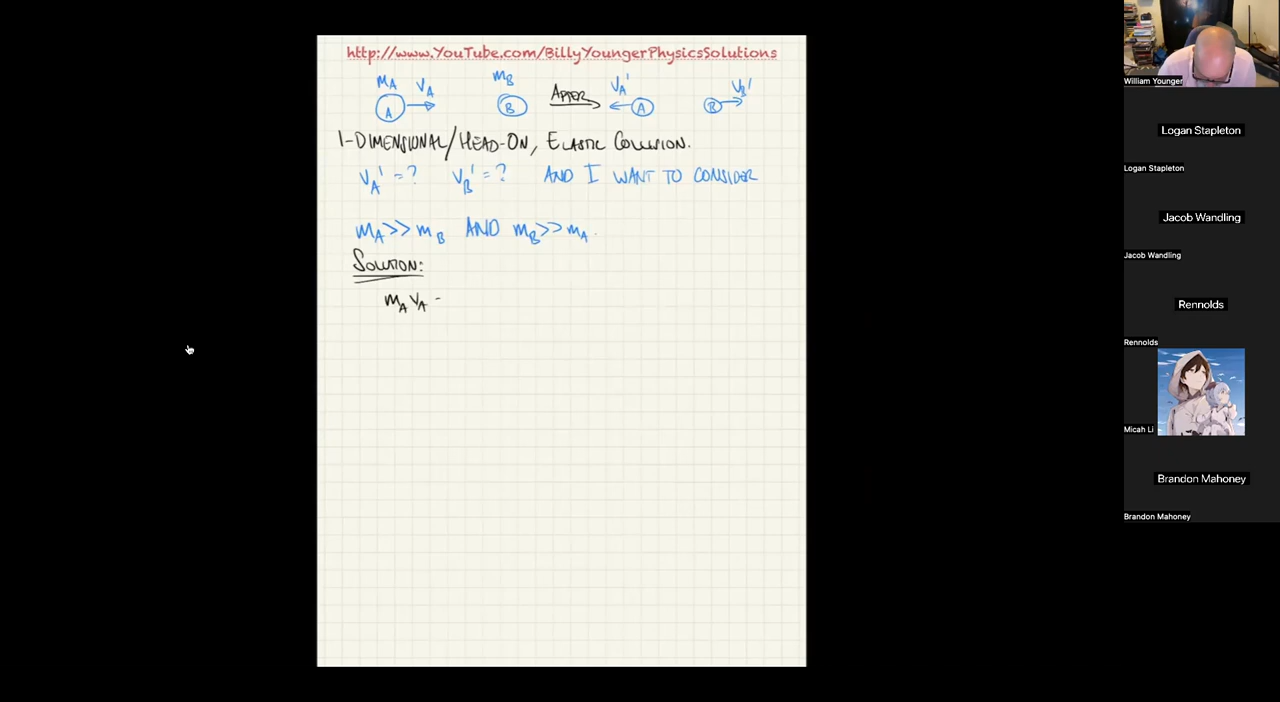 http://www.YouTube.com/BillyYoungerPhysicsSolutions
mA vA mB AFTER vA' vB'
A B A B
1-DIMENSIONAL/HEAD-ON, ELASTIC COLLISION.
vA' = ? vB' = ? AND I WANT TO CONSIDER
mA >> mB AND mB >> mA.
SOLUTION:
mA vA -
William Younger
Logan Stapleton
Logan Stapleton
Jacob Wandling
Jacob Wandling
Rennolds
Rennolds
Micah Li
Brandon Mahoney
Brandon Mahoney